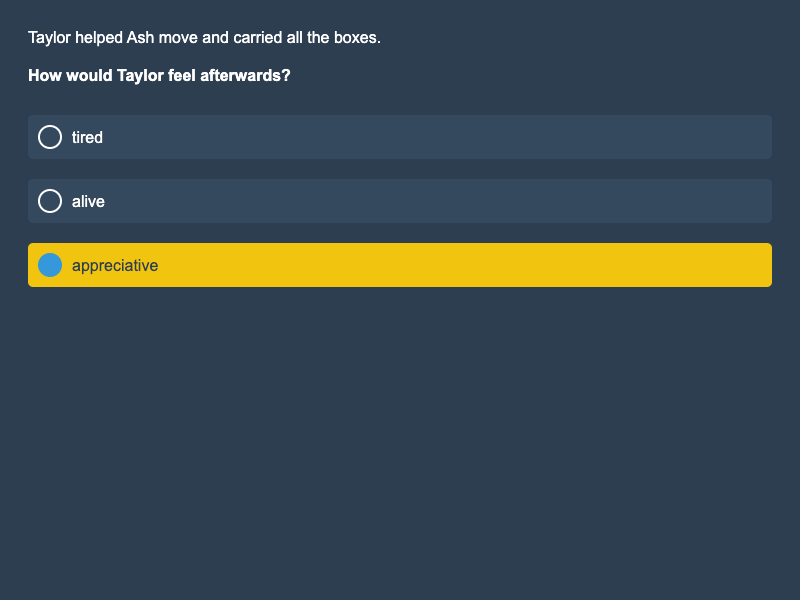 Taylor helped Ash move and carried all the boxes.
How would Taylor feel afterwards?
tired
alive
appreciative